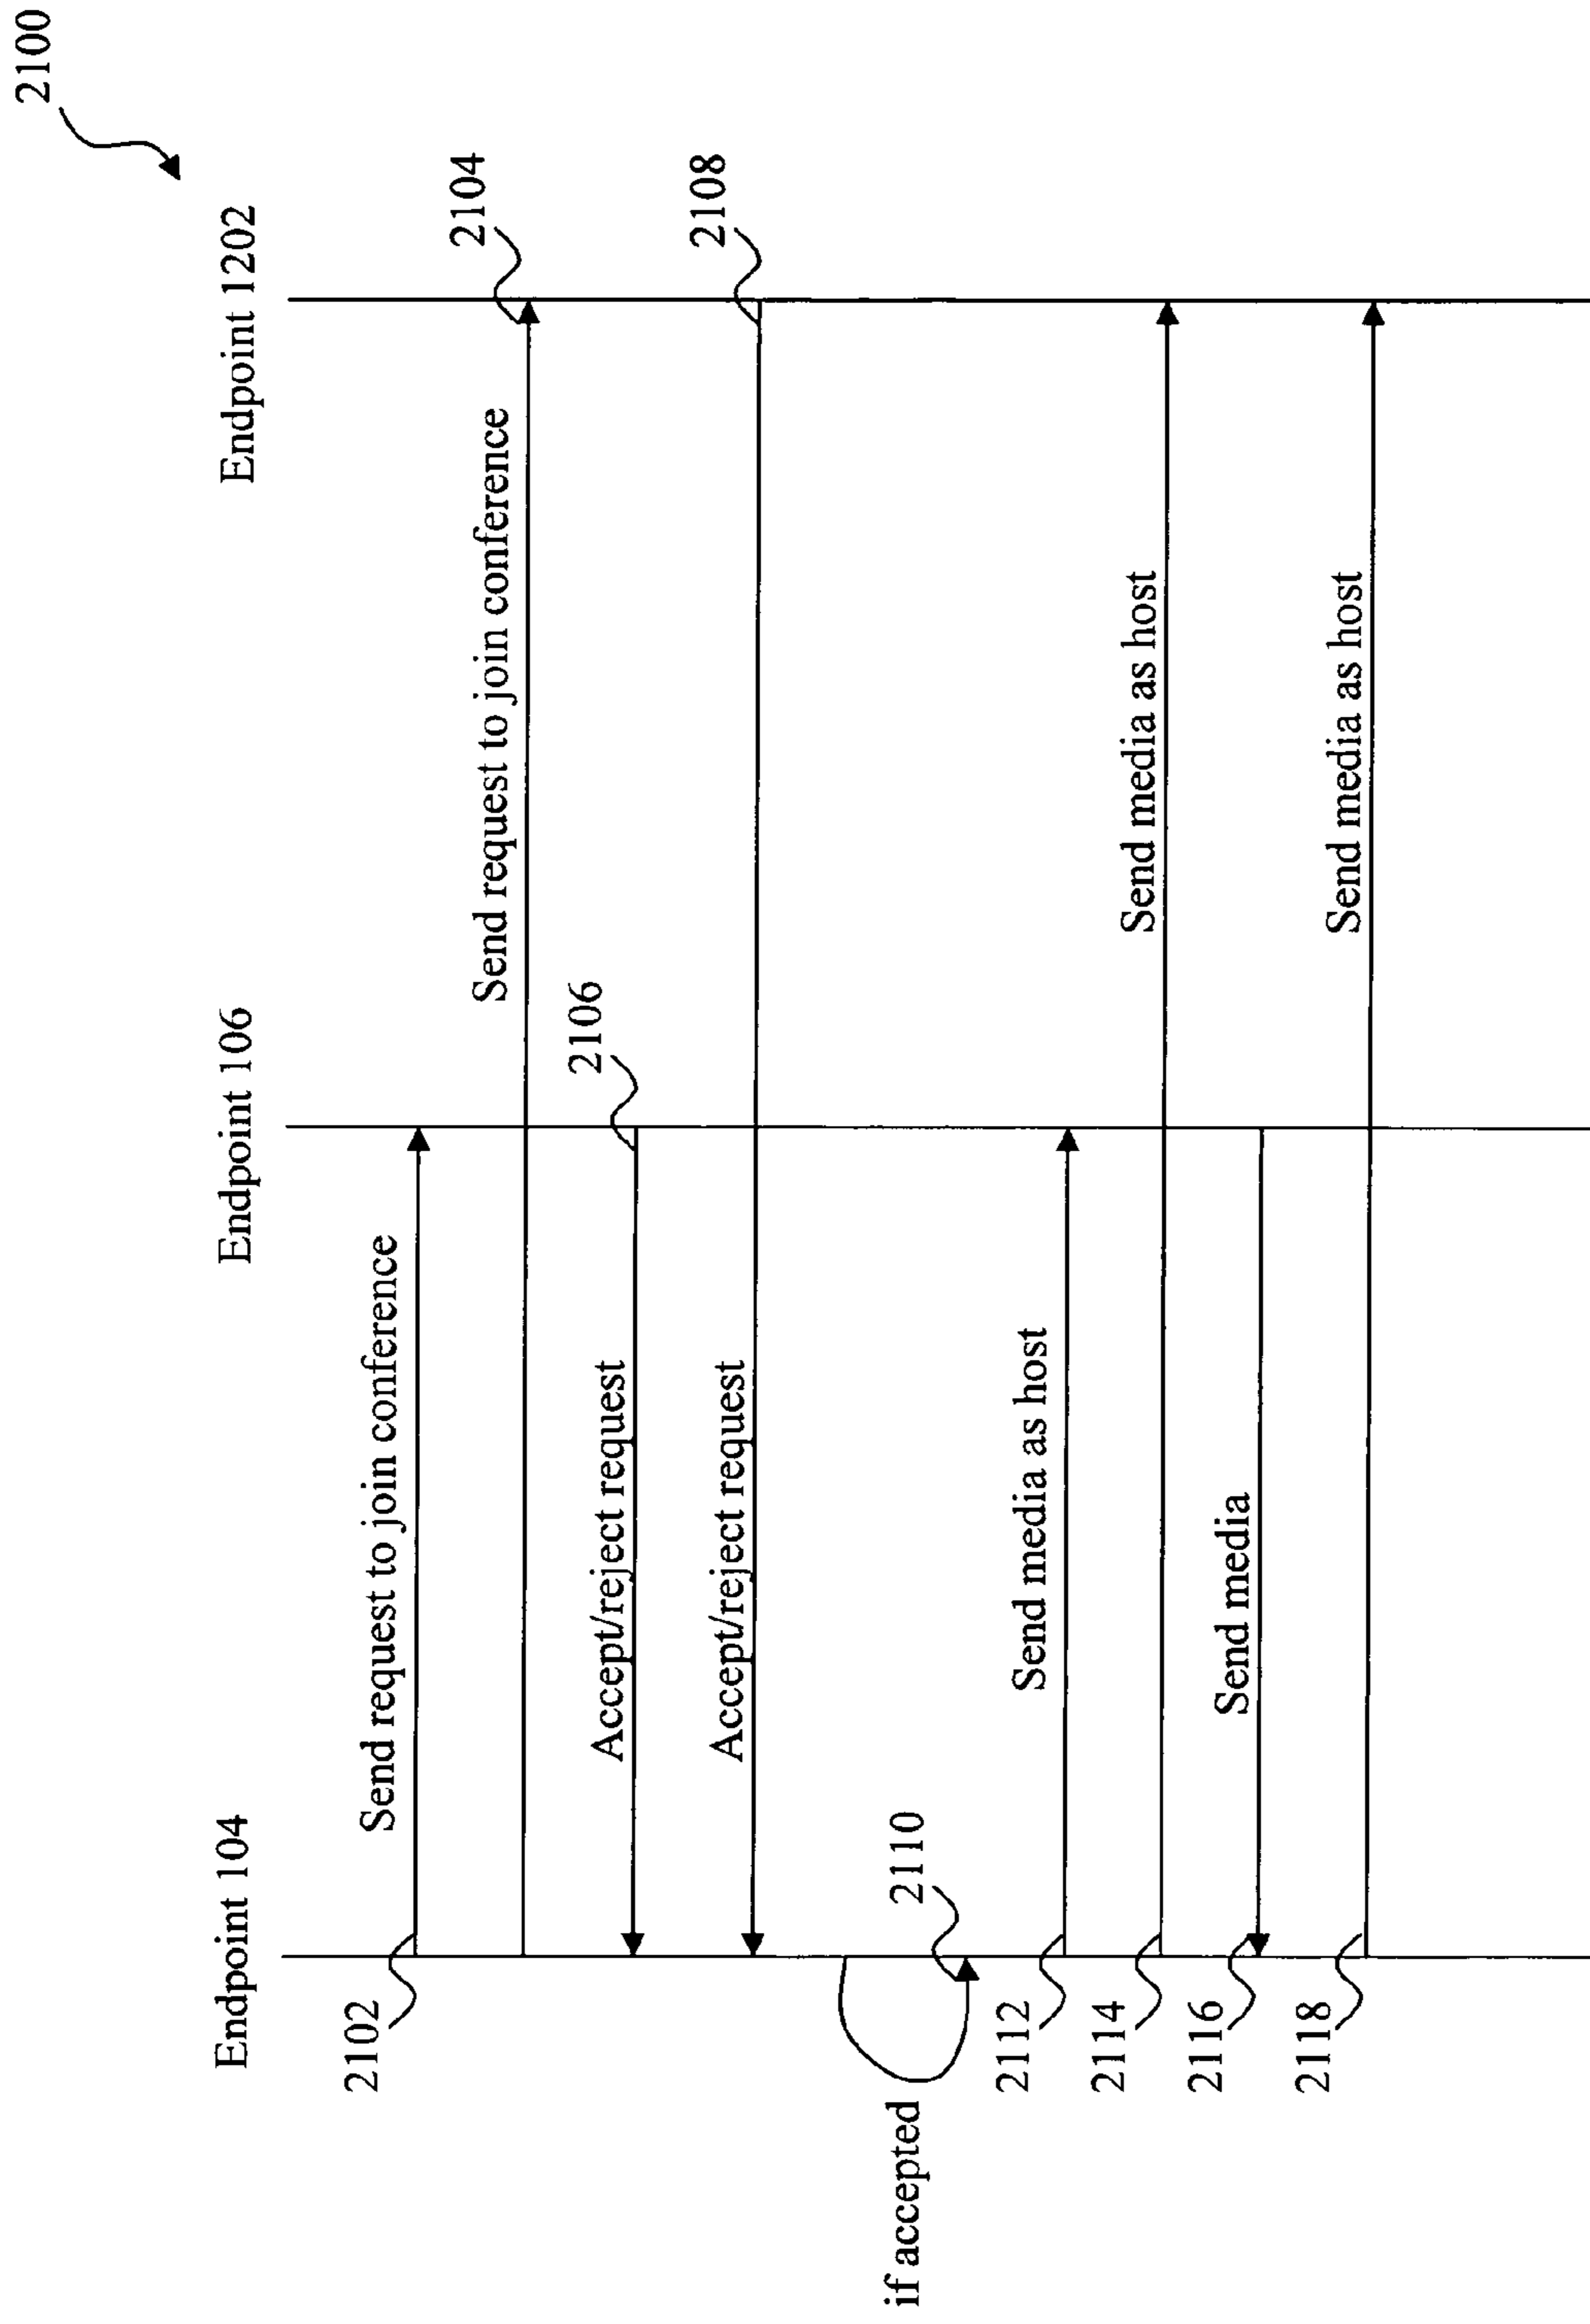 2100
Endpoint 104
Endpoint 106
Endpoint 1202
2102
Send request to join conference
Send request to join conference
2104
Accept/reject request
2106
Accept/reject request
2108
if accepted
2110
2112
Send media as host
2114
Send media as host
2116
Send media
2118
Send media as host